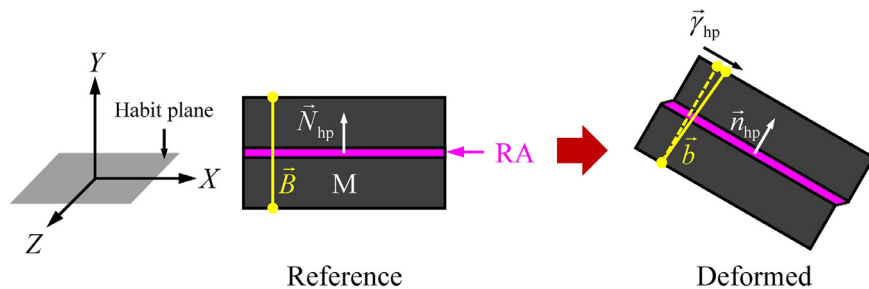 Y
Habit plane
X
Z
N⃗hp
B⃗
M
RA
Reference
γ⃗hp
n⃗hp
b⃗
Deformed